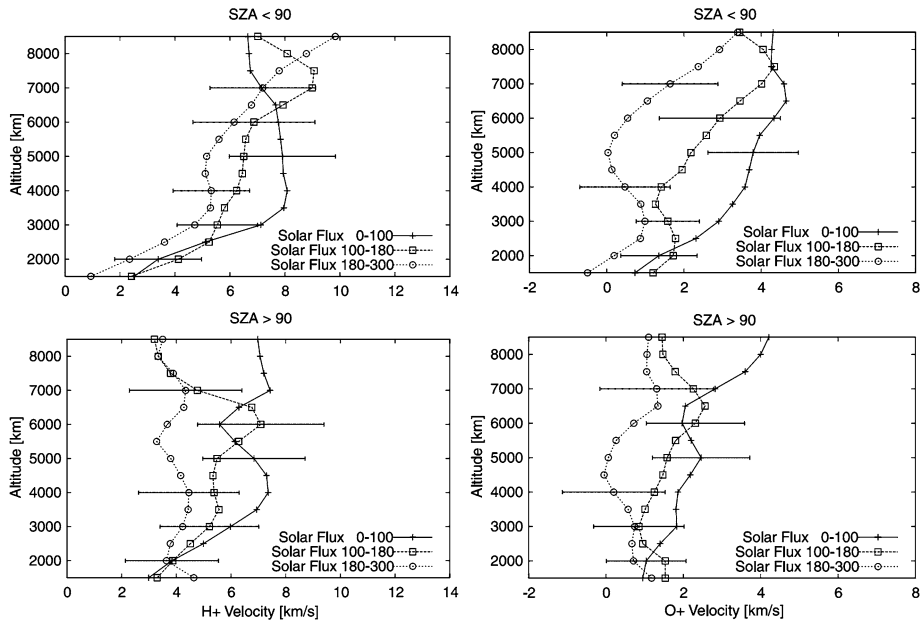 SZA < 90
Altitude [km]
8000
7000
6000
5000
4000
3000
2000
Solar Flux 0-100
Solar Flux 100-180
Solar Flux 180-300
0 2 4 6 8 10 12 14
SZA < 90
Altitude [km]
8000
7000
6000
5000
4000
3000
2000
Solar Flux 0-100
Solar Flux 100-180
Solar Flux 180-300
-2 0 2 4 6 8
SZA > 90
Altitude [km]
8000
7000
6000
5000
4000
3000
2000
Solar Flux 0-100
Solar Flux 100-180
Solar Flux 180-300
0 2 4 6 8 10 12 14
H+ Velocity [km/s]
SZA > 90
Altitude [km]
8000
7000
6000
5000
4000
3000
2000
Solar Flux 0-100
Solar Flux 100-180
Solar Flux 180-300
-2 0 2 4 6 8
O+ Velocity [km/s]